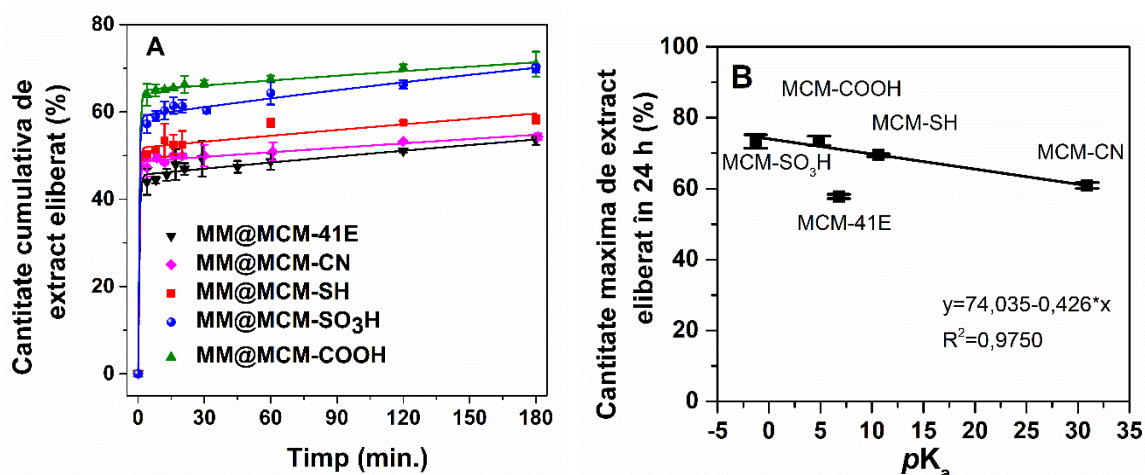 A
Cantitate cumulativa de
extract eliberat (%)
80
60
40
20
0
MM@MCM-41E
MM@MCM-CN
MM@MCM-SH
MM@MCM-SO₃H
MM@MCM-COOH
0 30 60 90 120 150 180
Timp (min.)
B
Cantitate maxima de extract
eliberat în 24 h (%)
100
80
60
40
20
0
MCM-COOH
MCM-SH
MCM-SO₃H
MCM-CN
MCM-41E
y=74,035-0,426*x
R²=0,9750
-5 0 5 10 15 20 25 30 35
pKₐ